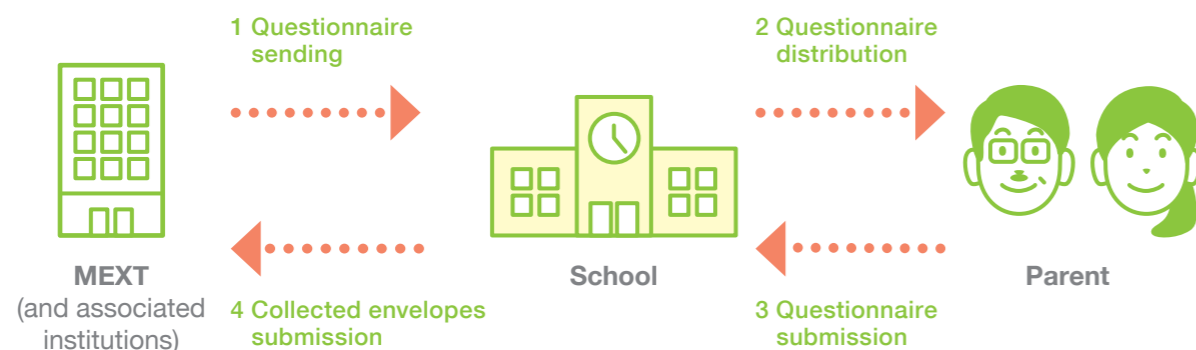 1 Questionnaire
sending
2 Questionnaire
distribution
MEXT
(and associated
institutions)
School
Parent
4 Collected envelopes
submission
3 Questionnaire
submission